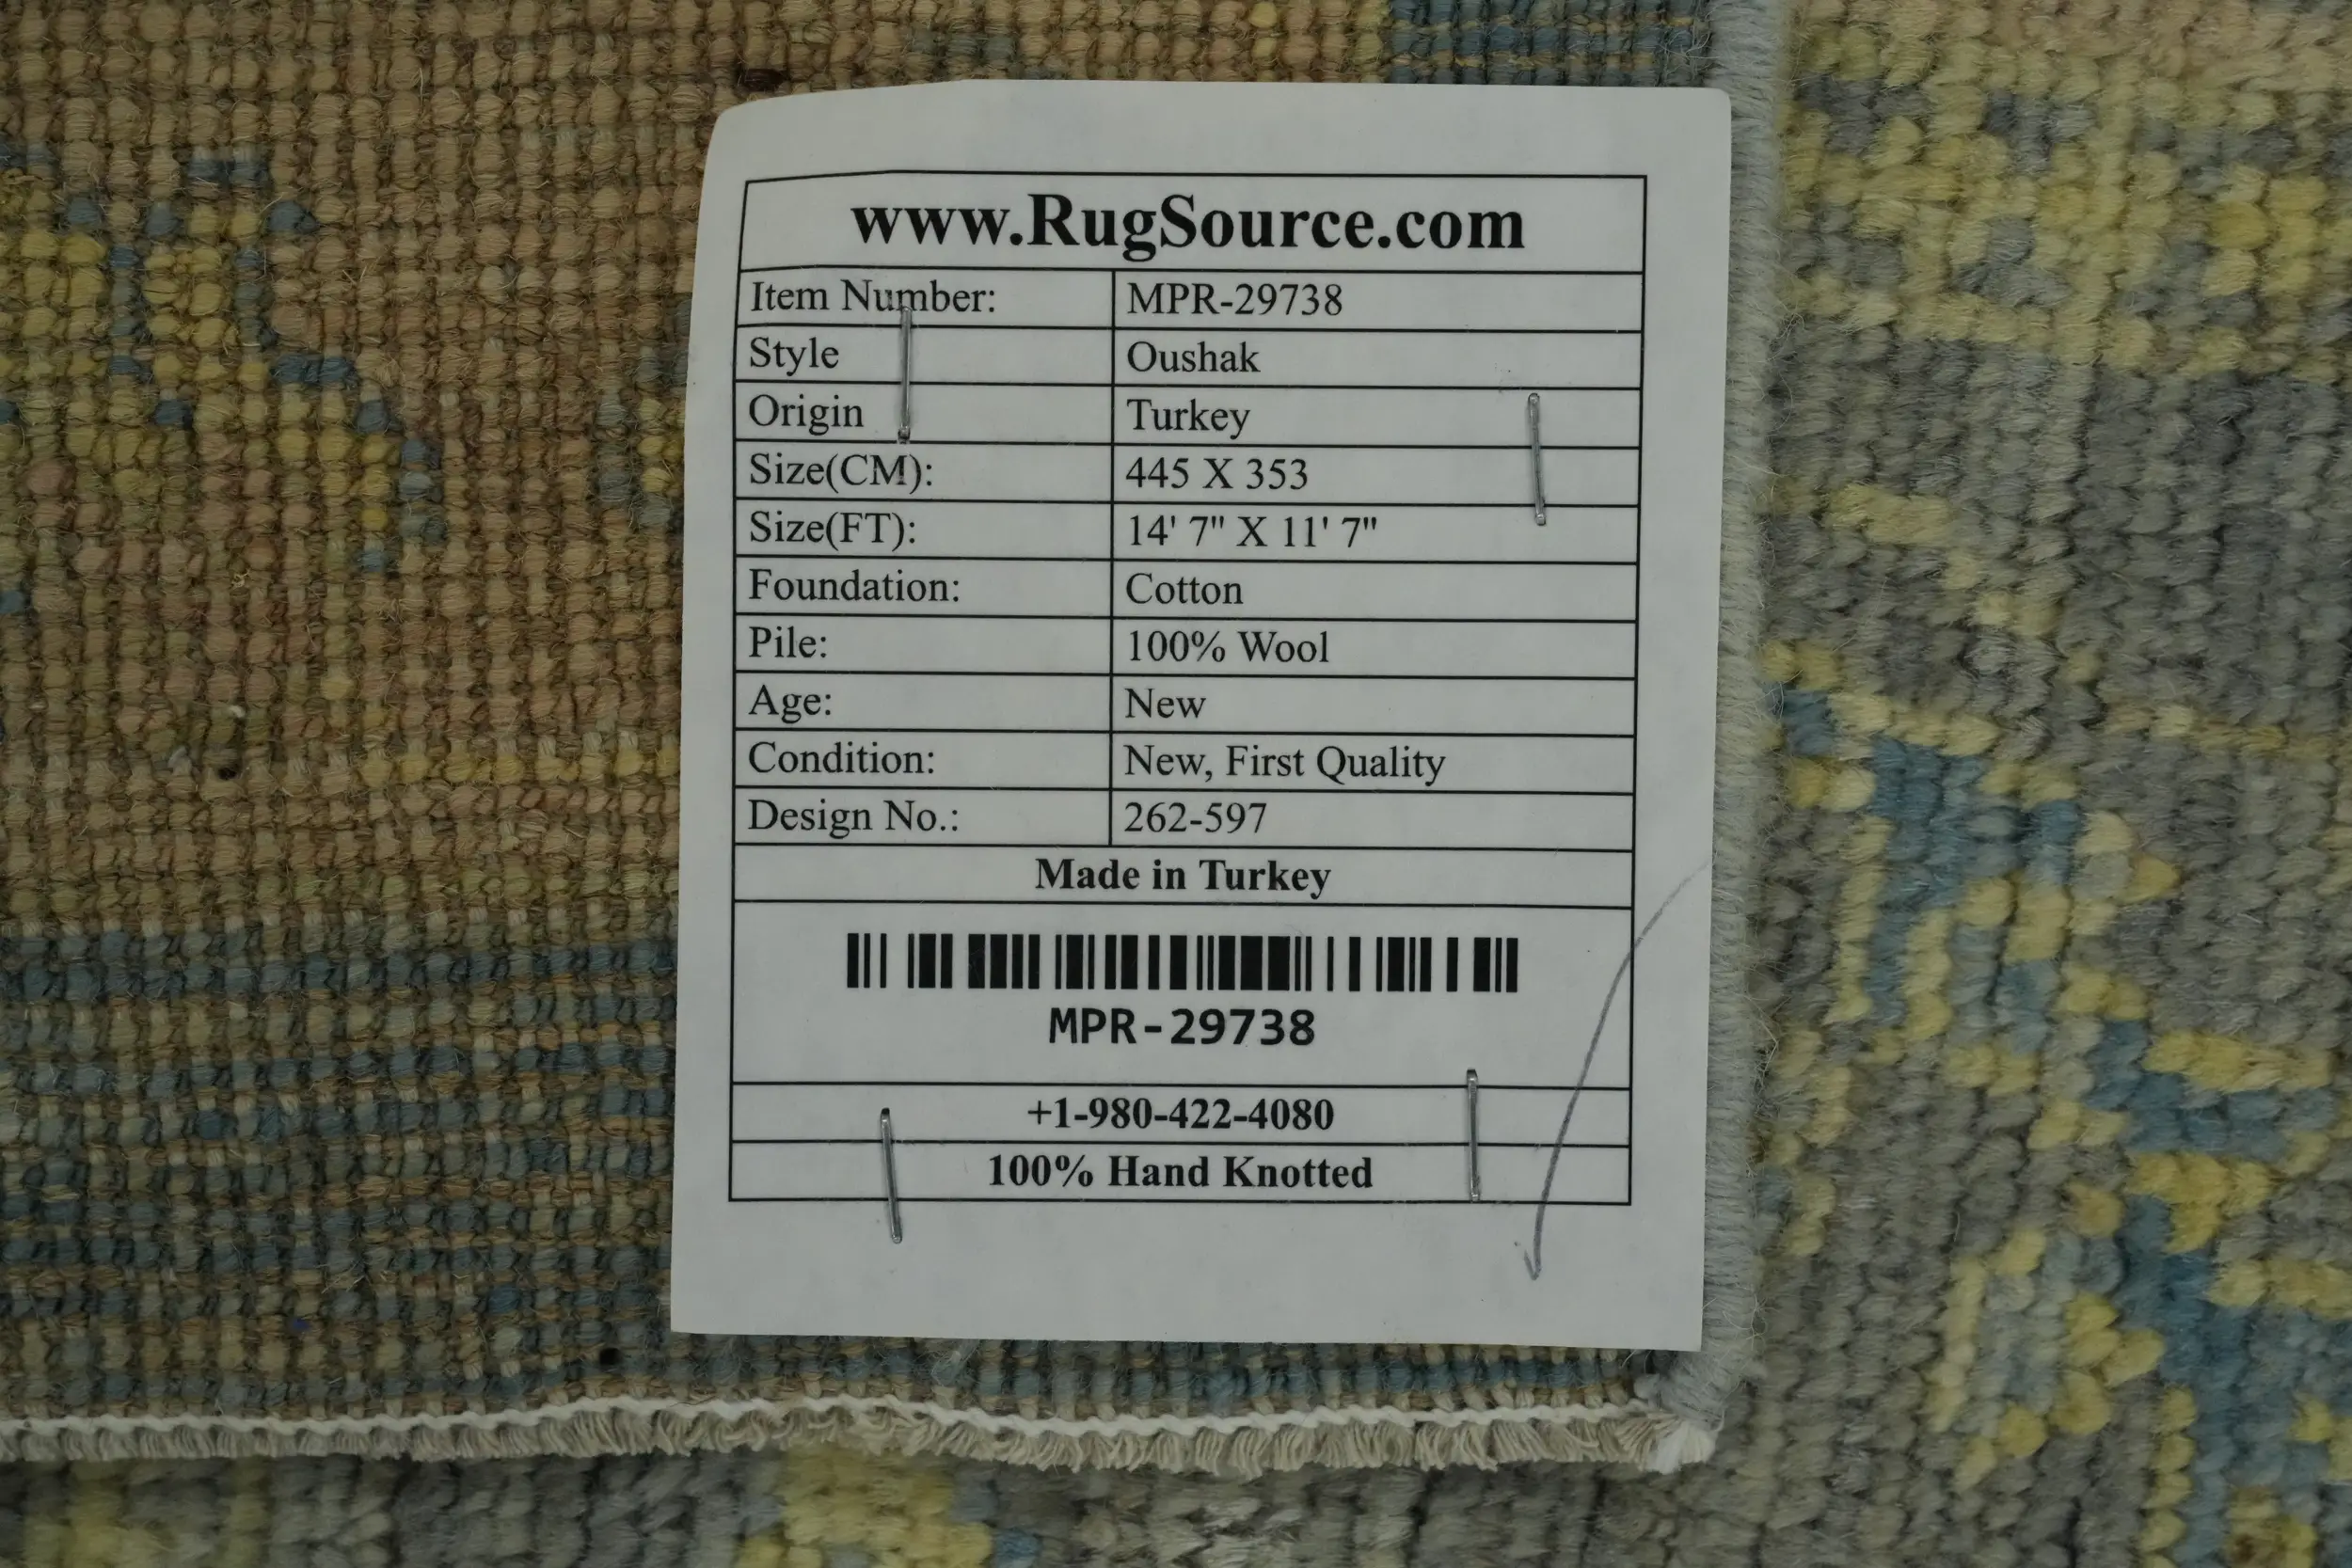 www.RugSource.com
Item Number: MPR-29738
Style Oushak
Origin Turkey
Size(CM): 445 X 353
Size(FT): 14' 7" X 11' 7"
Foundation: Cotton
Pile: 100% Wool
Age: New
Condition: New, First Quality
Design No.: 262-597
Made in Turkey
MPR-29738
+1-980-422-4080
100% Hand Knotted